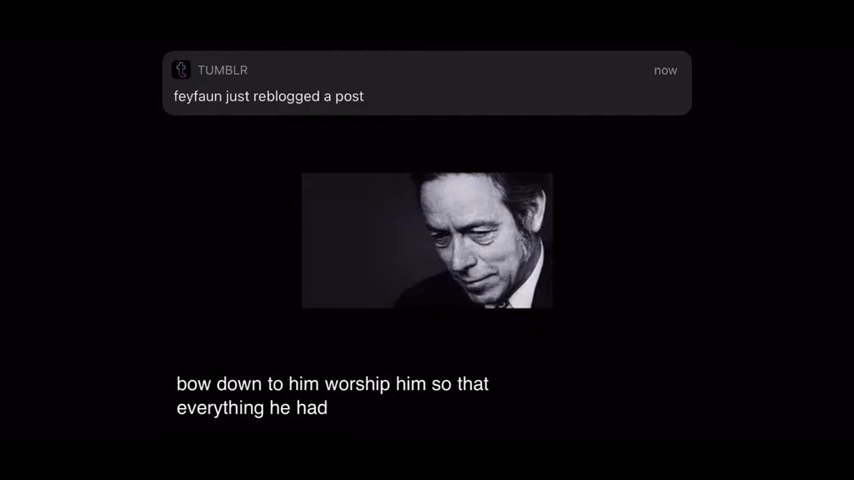 TUMBLR
now
feyfaun just reblogged a post
bow down to him worship him so that
everything he had